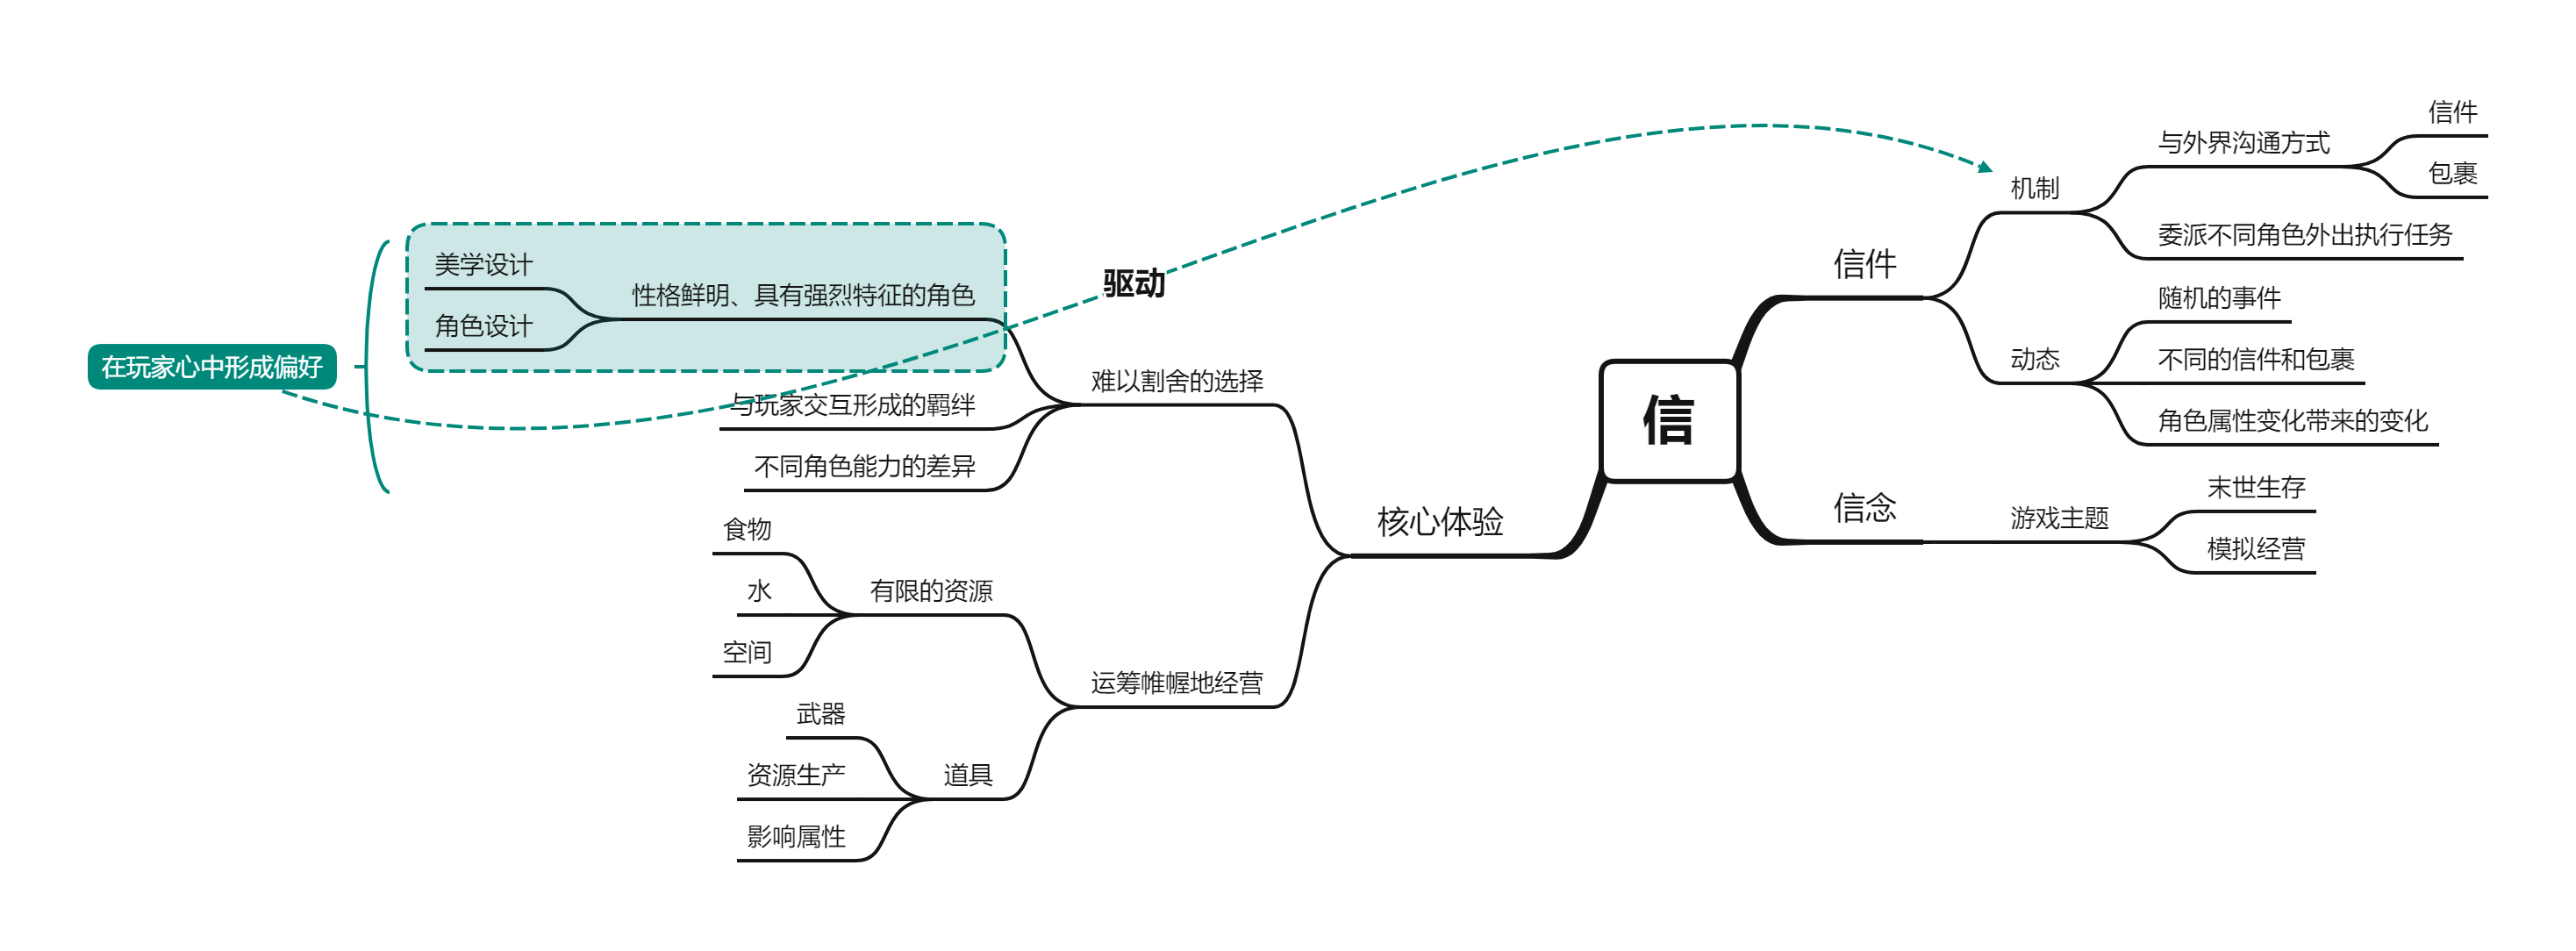 信
信件
机制
与外界沟通方式
信件
包裹
委派不同角色外出执行任务
动态
随机的事件
不同的信件和包裹
角色属性变化带来的变化
信念
游戏主题
末世生存
模拟经营
核心体验
难以割舍的选择
性格鲜明、具有强烈特征的角色
美学设计
角色设计
与玩家交互形成的羁绊
不同角色能力的差异
在玩家心中形成偏好
驱动
运筹帷幄地经营
有限的资源
食物
水
空间
道具
武器
资源生产
影响属性